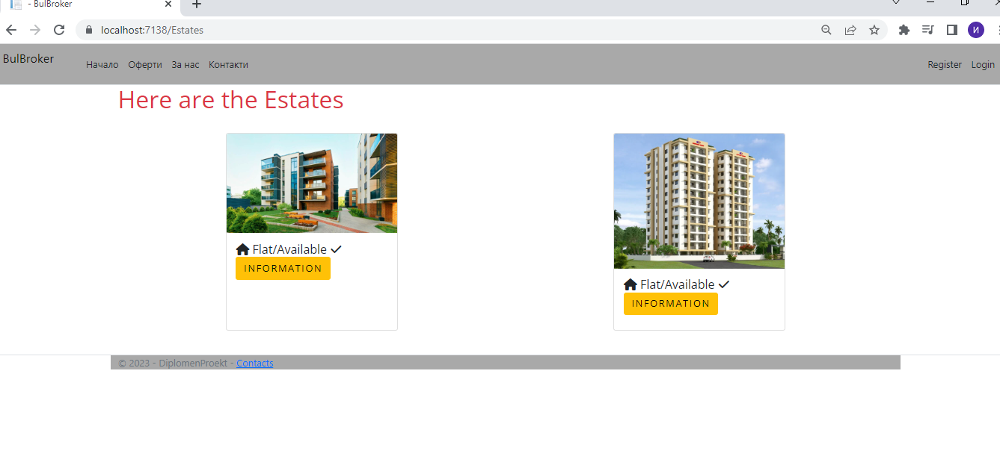 - BulBroker
localhost:7138/Estates
И
BulBroker
Начало Оферти За нас Контакти
Register Login
Here are the Estates
Flat/Available
INFORMATION
Flat/Available
INFORMATION
© 2023 - DiplomenProekt - Contacts